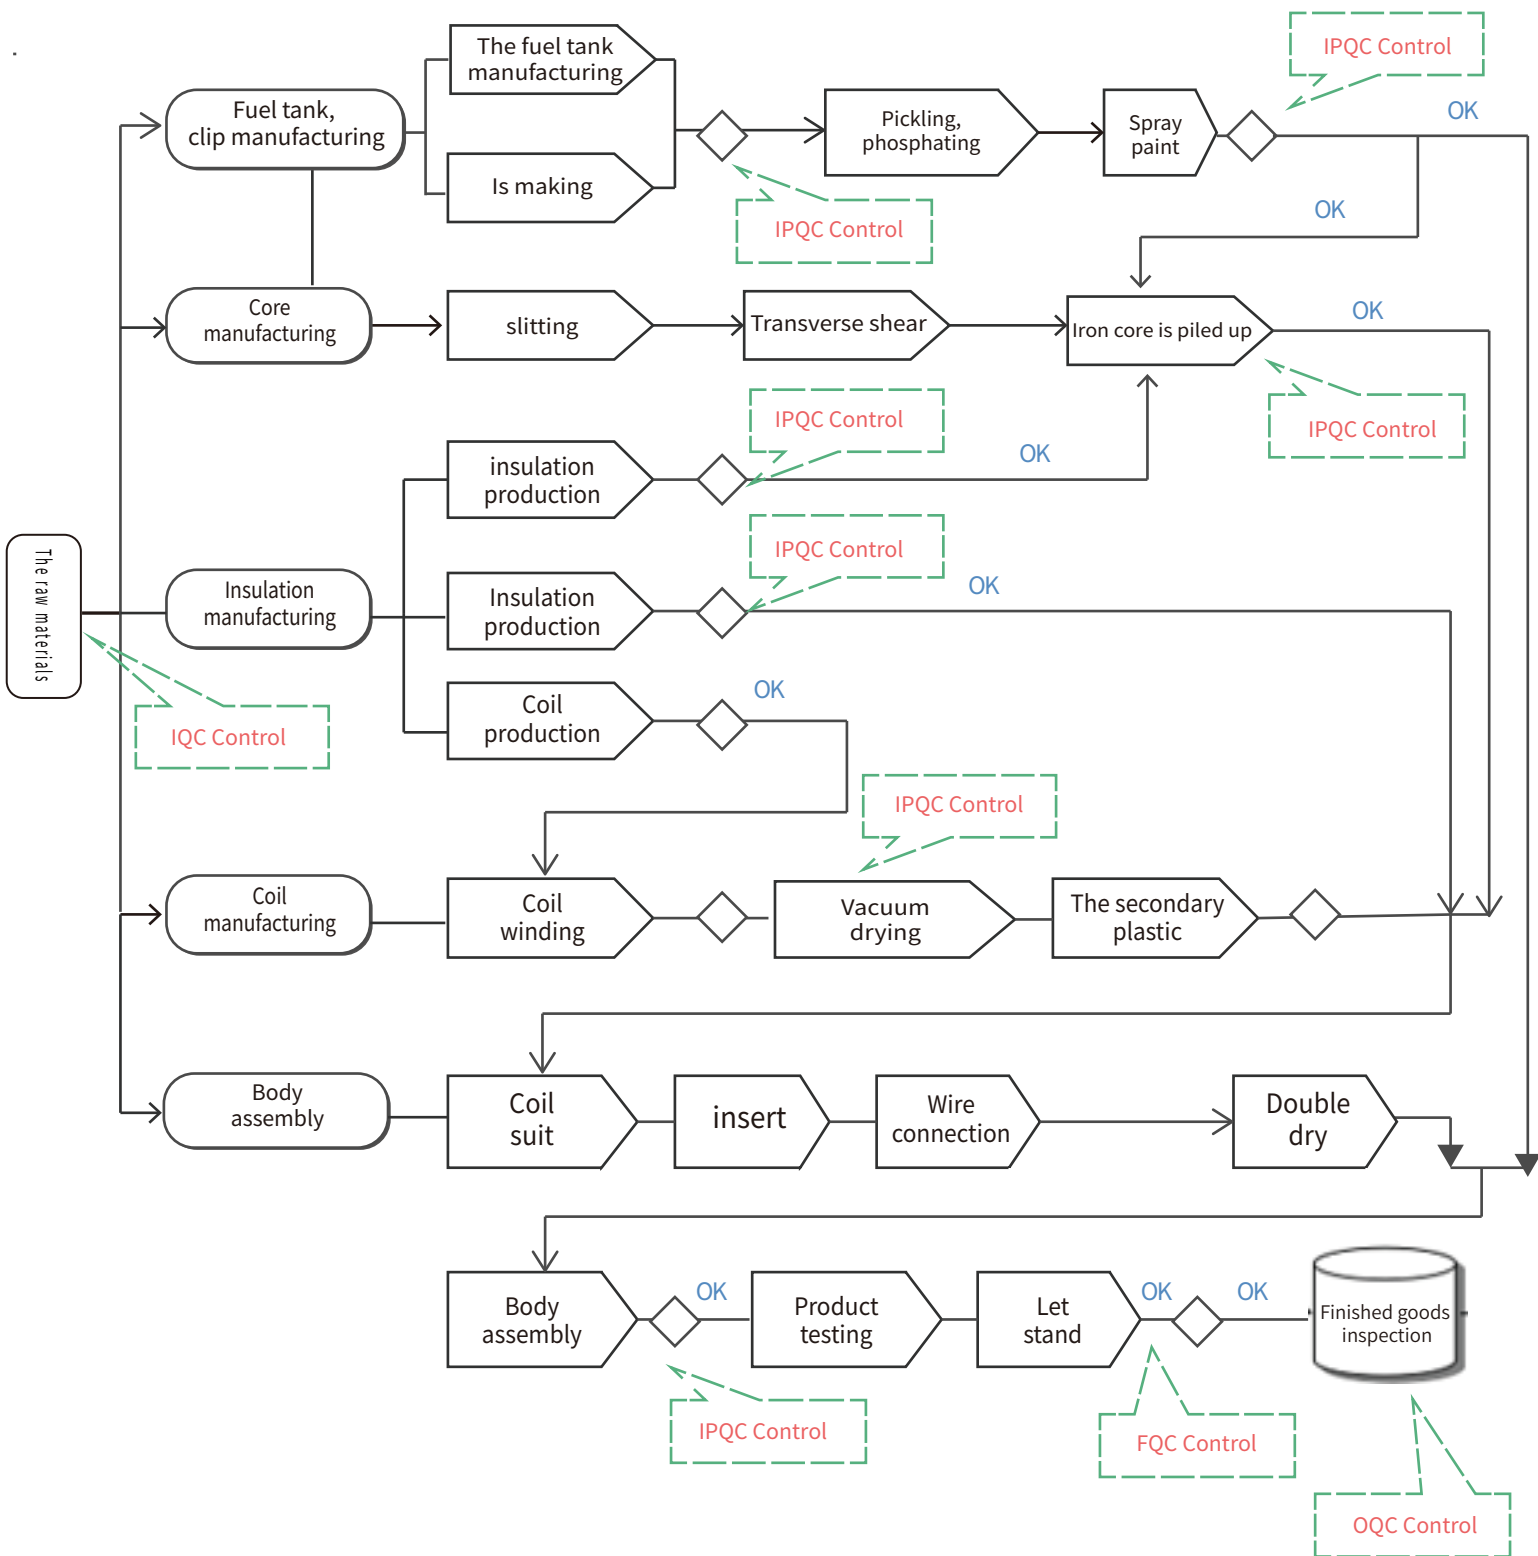 The fuel tank
manufacturing
IPQC Control
Fuel tank,
clip manufacturing
Pickling,
phosphating
Spray
paint
OK
Is making
IPQC Control
OK
Core
manufacturing
slitting
Transverse shear
Iron core is piled up
OK
IPQC Control
IPQC Control
insulation
production
OK
IPQC Control
The raw materials
Insulation
manufacturing
Insulation
production
OK
Coil
production
OK
IQC Control
IPQC Control
Coil
manufacturing
Coil
winding
Vacuum
drying
The secondary
plastic
Body
assembly
Coil
suit
insert
Wire
connection
Double
dry
Body
assembly
OK
Product
testing
Let
stand
OK
OK
Finished goods
inspection
IPQC Control
FQC Control
OQC Control